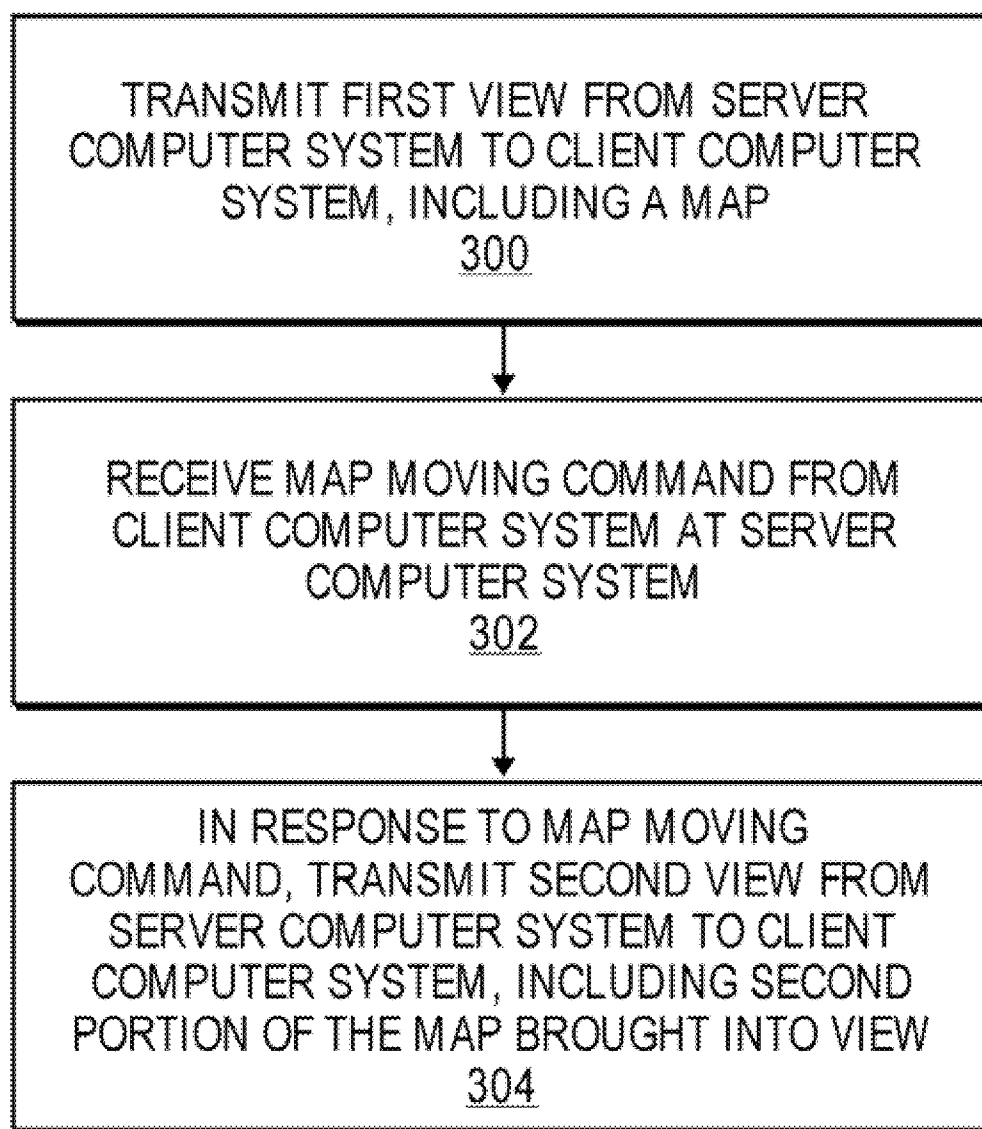 TRANSMIT FIRST VIEW FROM SERVER
COMPUTER SYSTEM TO CLIENT COMPUTER
SYSTEM, INCLUDING A MAP
300
RECEIVE MAP MOVING COMMAND FROM
CLIENT COMPUTER SYSTEM AT SERVER
COMPUTER SYSTEM
302
IN RESPONSE TO MAP MOVING
COMMAND, TRANSMIT SECOND VIEW FROM
SERVER COMPUTER SYSTEM TO CLIENT
COMPUTER SYSTEM, INCLUDING SECOND
PORTION OF THE MAP BROUGHT INTO VIEW
304